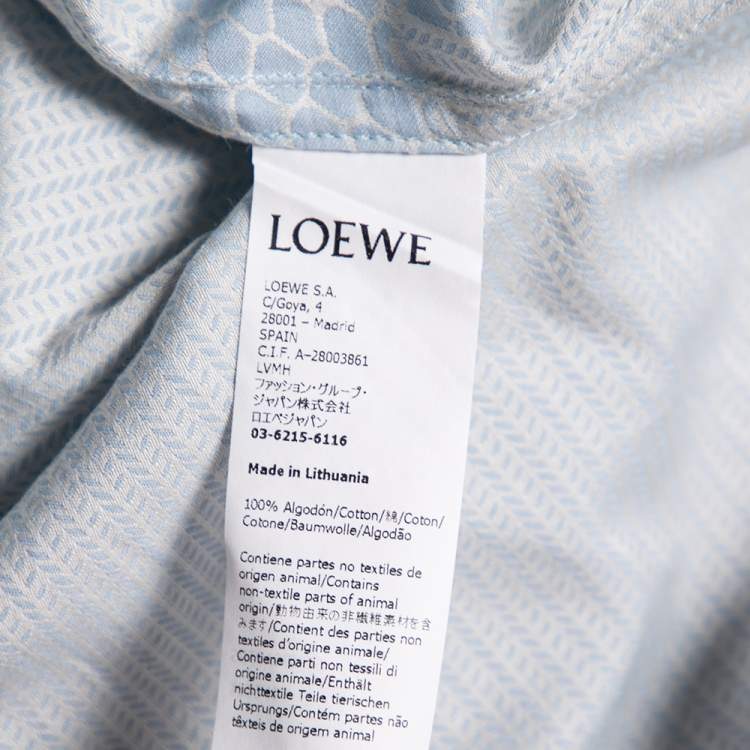 LOEWE
LOEWE S.A.
C/Goya, 4
28001 – Madrid
SPAIN
C.I.F. A–28003861
LVMH
ファッション・グループ・
ジャパン株式会社
ロエベジャパン
03-6215-6116
Made in Lithuania
100% Algodón/Cotton/綿/Coton/
Cotone/Baumwolle/Algodão
Contiene partes no textiles de
origen animal/Contains
non-textile parts of animal
origin/動物由来の非繊維素材を含
みます/Contient des parties non
textiles d'origine animale/
Contiene parti non tessili di
origine animale/Enthält
nichttextile Teile tierischen
Ursprungs/Contém partes não
têxteis de origem animal